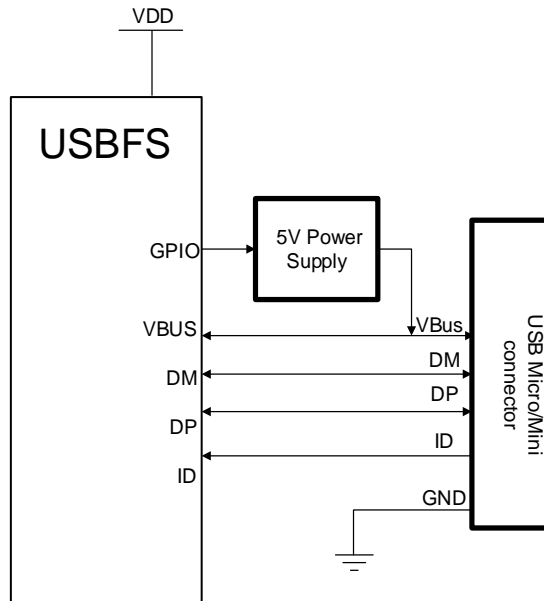 VDD
USBFS
GPIO
5V Power
Supply
VBUS
VBus
DM
DM
DP
DP
ID
ID
GND
USB Micro/Mini
connector